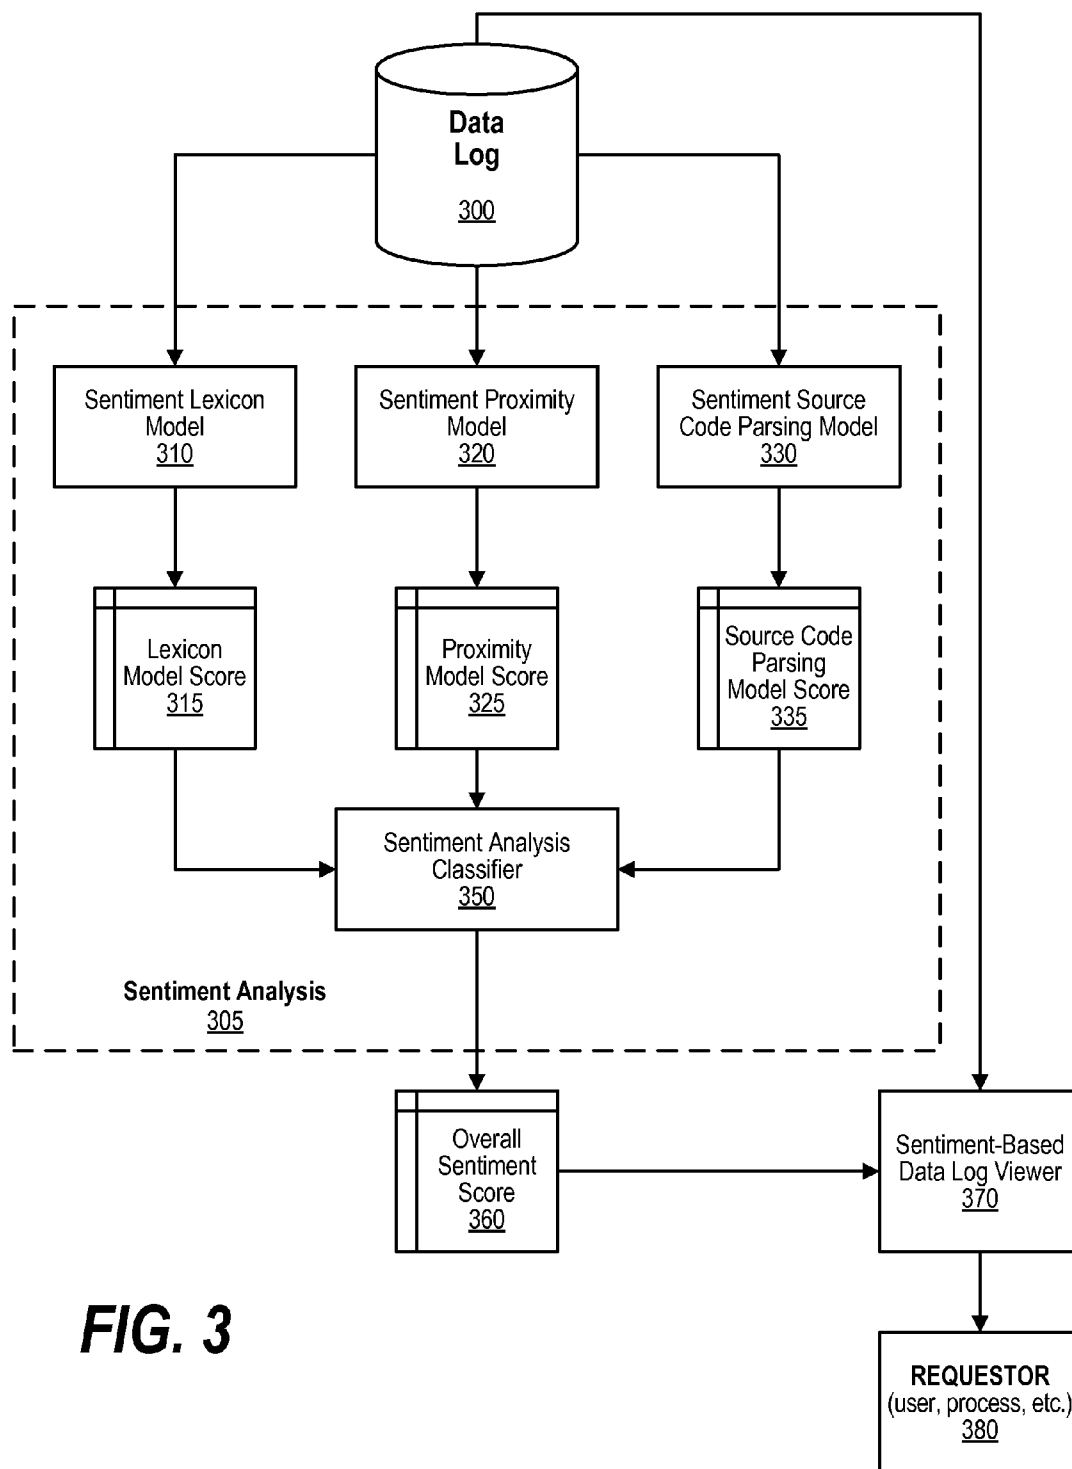 Data
Log
300
Sentiment Lexicon
Model
310
Sentiment Proximity
Model
320
Sentiment Source
Code Parsing Model
330
Lexicon
Model Score
315
Proximity
Model Score
325
Source Code
Parsing
Model Score
335
Sentiment Analysis
Classifier
350
Sentiment Analysis
305
Overall
Sentiment
Score
360
Sentiment-Based
Data Log Viewer
370
FIG. 3
REQUESTOR
(user, process, etc.)
380